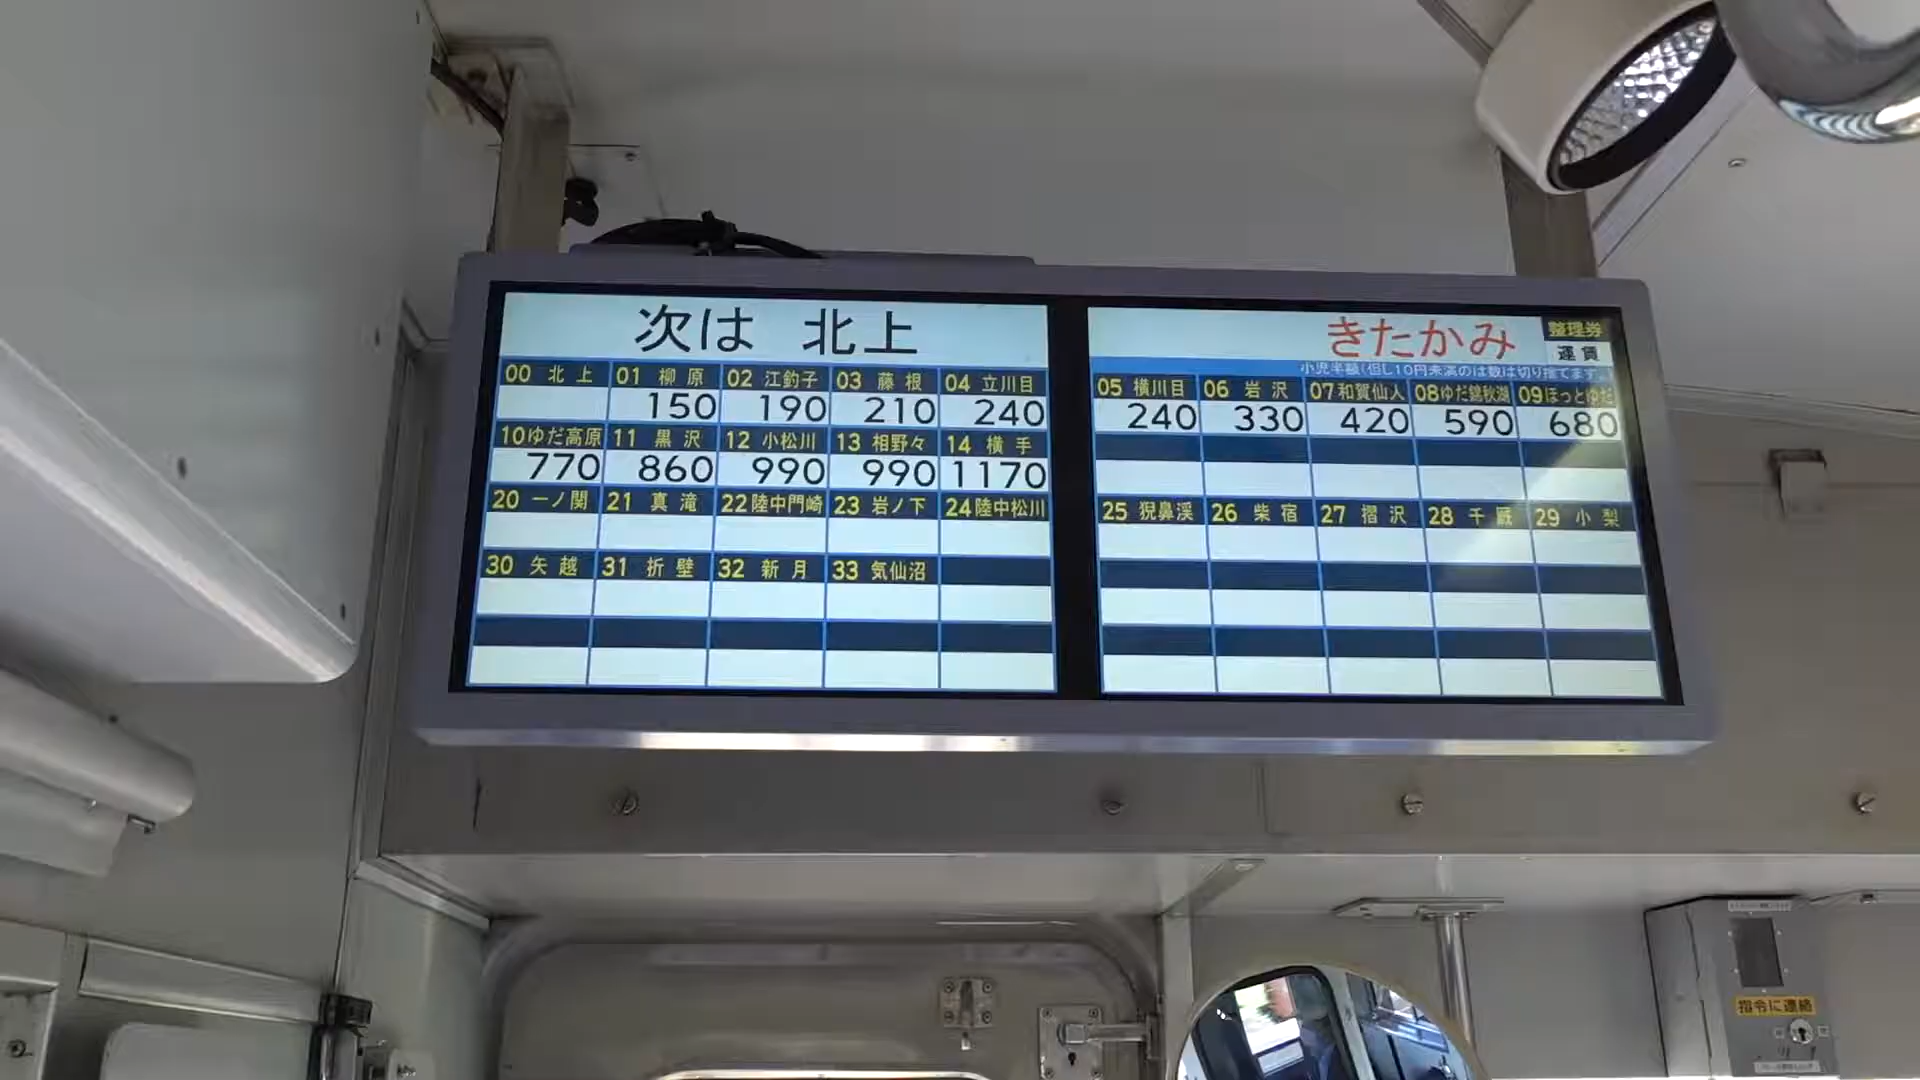 次は 北上
きたかみ
整理券
運賃
小児半額(但し10円未満のは数は切り捨てます)
00 北上 01 柳原 02 江釣子 03 藤根 04 立川目 05 横川目 06 岩沢 07 和賀仙人 08 ゆだ錦秋湖 09 ほっとゆだ
150 190 210 240 240 330 420 590 680
10 ゆだ高原 11 黒沢 12 小松川 13 相野々 14 横手
770 860 990 990 1170
20 一ノ関 21 真滝 22 陸中門崎 23 岩ノ下 24 陸中松川 25 猊鼻渓 26 柴宿 27 摺沢 28 千厩 29 小梨
30 矢越 31 折壁 32 新月 33 気仙沼
指令に連絡